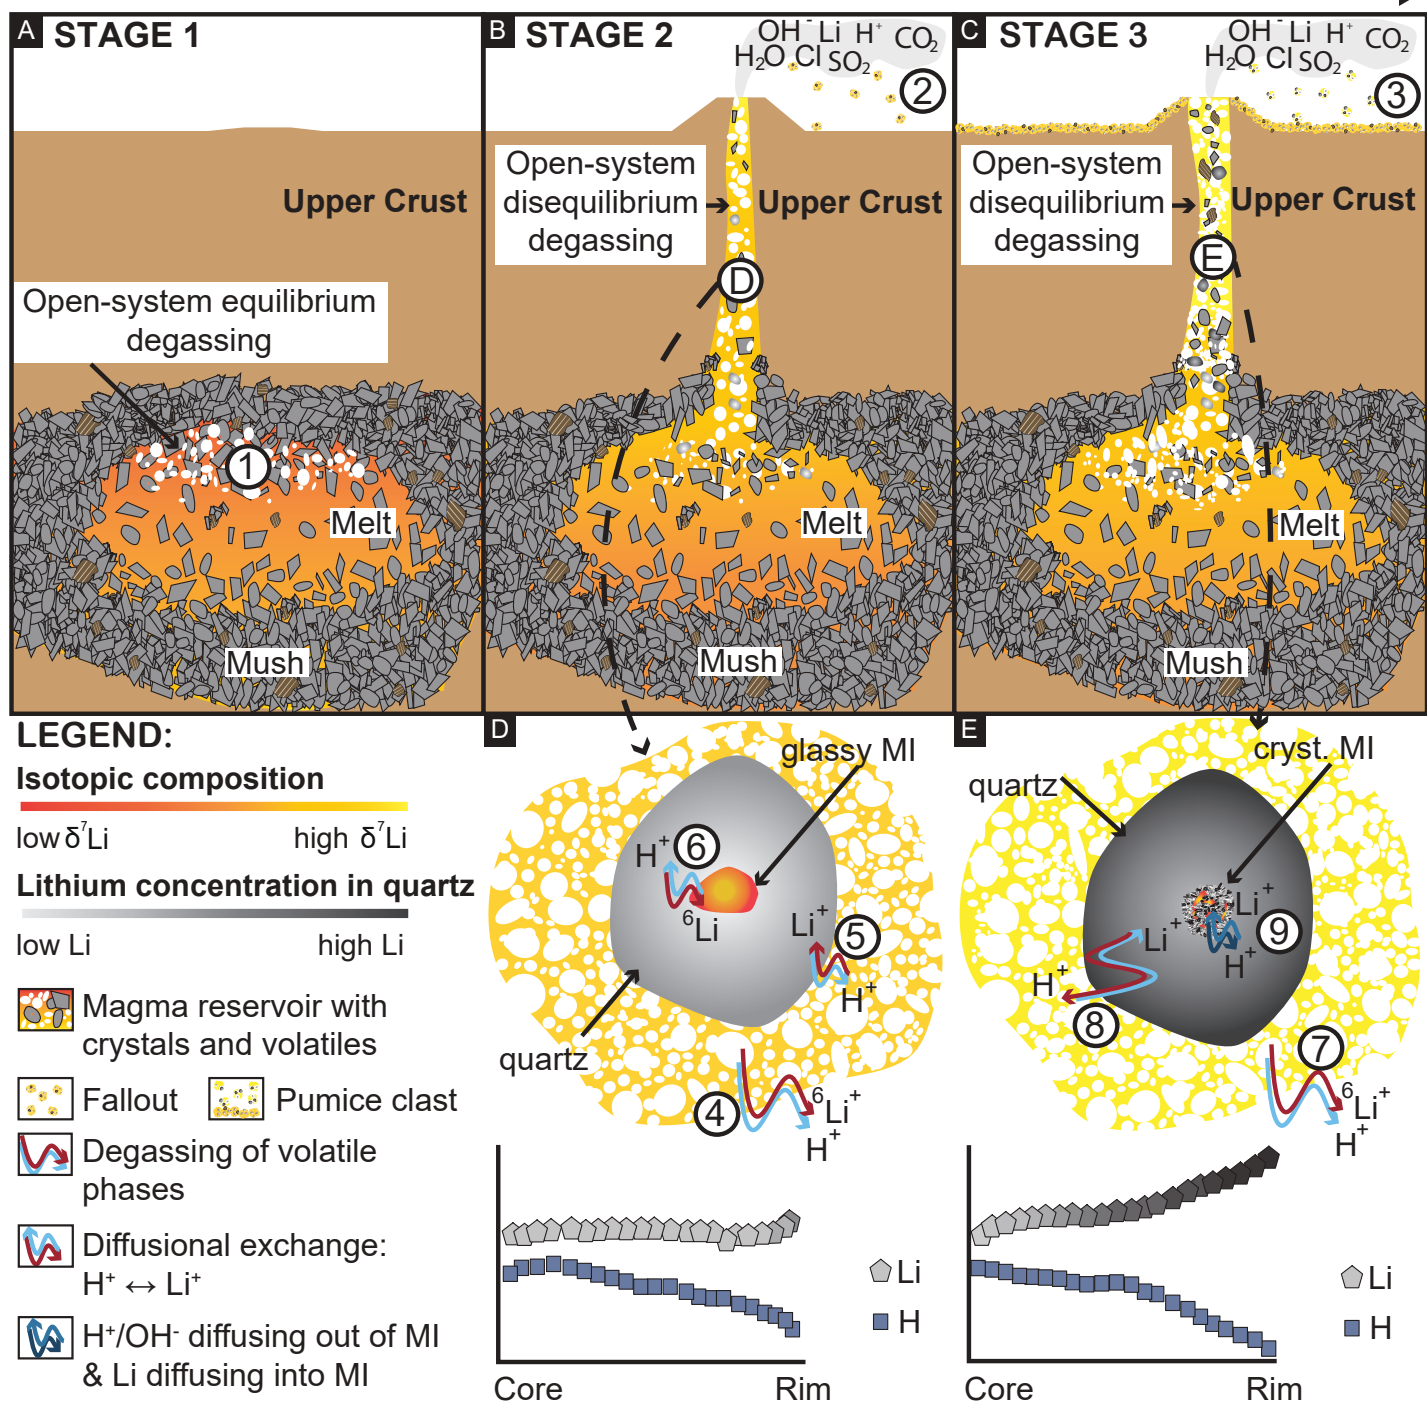 A STAGE 1
Open-system equilibrium
degassing
Upper Crust
1
Melt
Mush
B STAGE 2
OH⁻ Li H⁺ CO₂
H₂O Cl SO₂
2
Open-system
disequilibrium
degassing
Upper Crust
D
Melt
Mush
C STAGE 3
OH⁻ Li H⁺ CO₂
H₂O Cl SO₂
3
Open-system
disequilibrium
degassing
Upper Crust
E
Melt
Mush
LEGEND:
Isotopic composition
low δ⁷Li high δ⁷Li
Lithium concentration in quartz
low Li high Li
Magma reservoir with
crystals and volatiles
Fallout Pumice clast
Degassing of volatile
phases
Diffusional exchange:
H⁺ ↔ Li⁺
H⁺/OH⁻ diffusing out of MI
& Li diffusing into MI
D
glassy MI
H⁺ 6
⁶Li
Li⁺ 5
H⁺
quartz
4 ⁶Li⁺
H⁺
Li
H
Core Rim
E
cryst. MI
quartz
Li⁺
9
Li⁺
H⁺
H⁺
8
7
⁶Li⁺
H⁺
Li
H
Core Rim